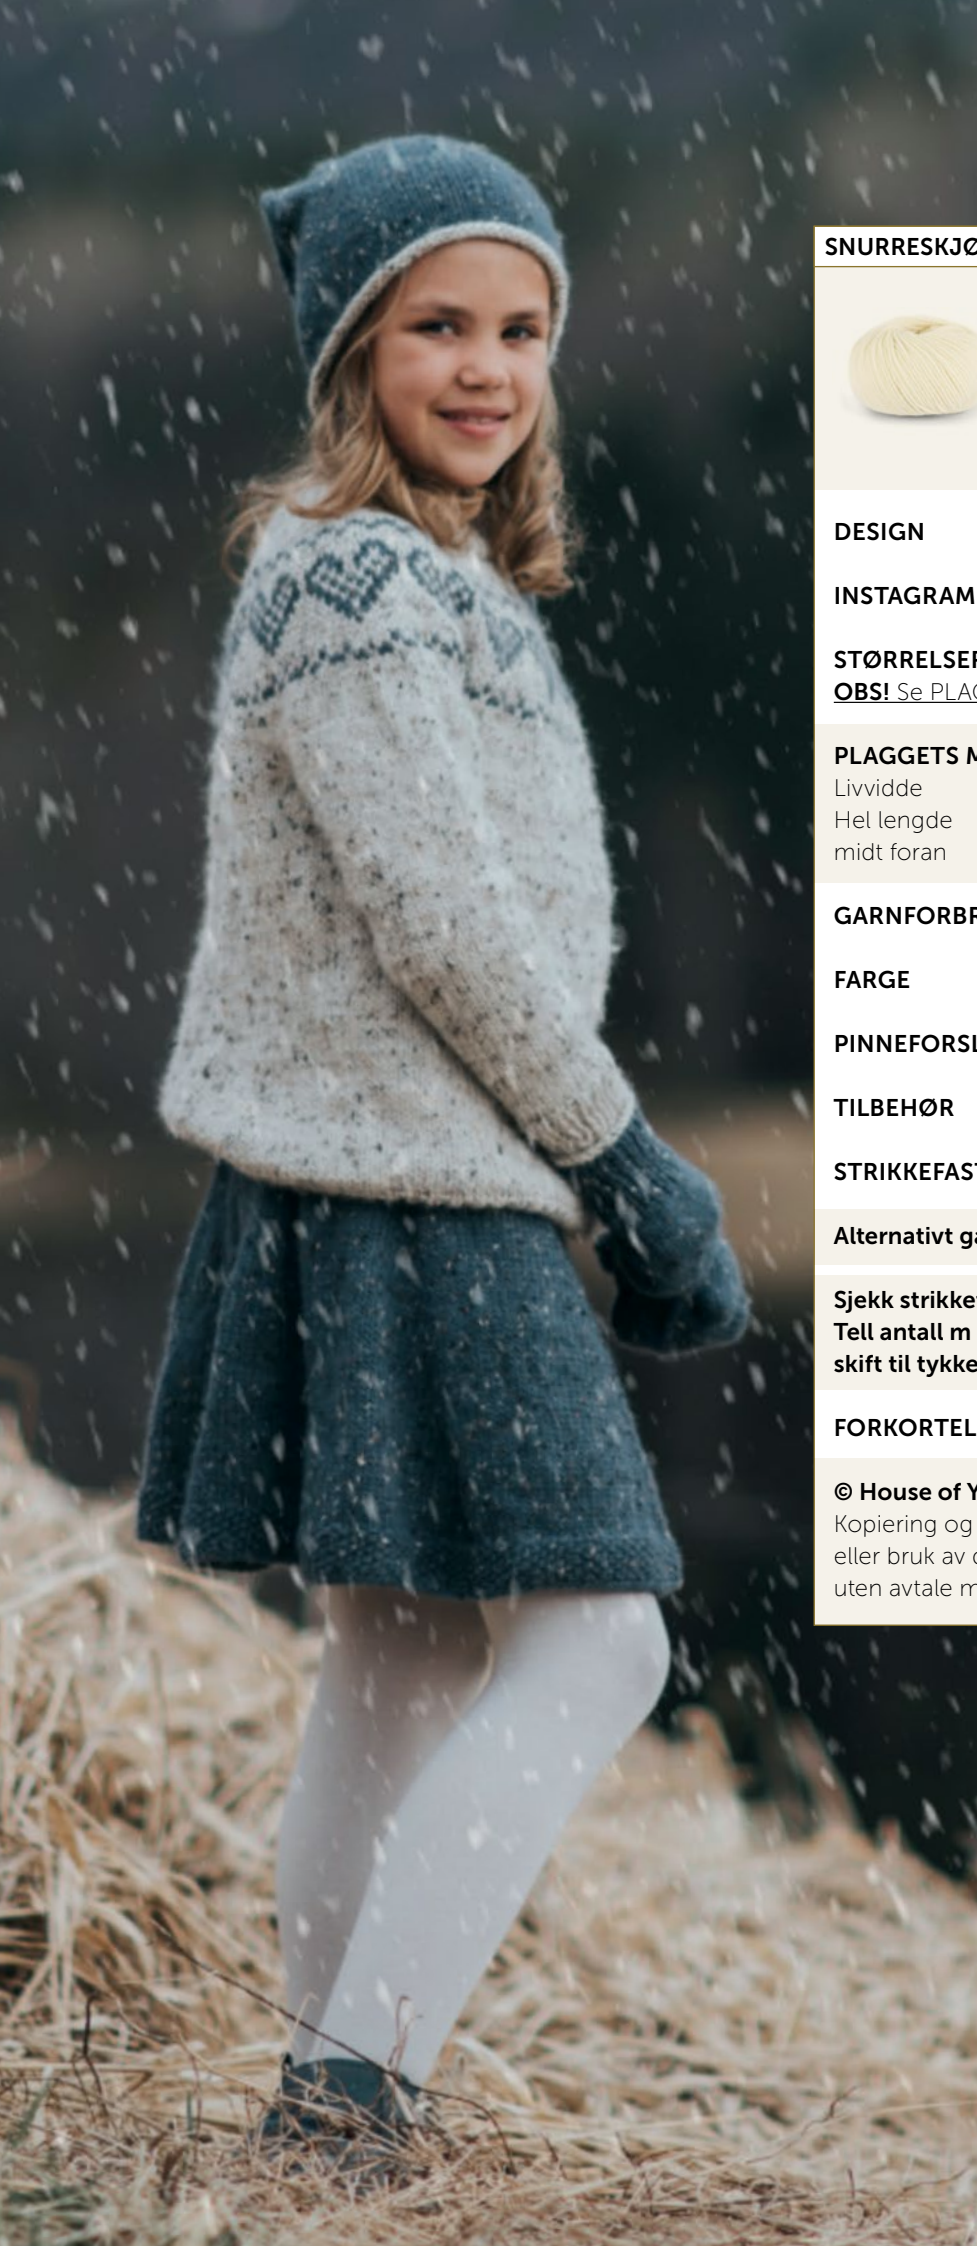 SNURRESKJØ
DESIGN
INSTAGRAM
STØRRELSER
OBS! Se PLAG
PLAGGETS M
Livvidde
Hel lengde
midt foran
GARNFORBR
FARGE
PINNEFORSL
TILBEHØR
STRIKKEFAST
Alternativt ga
Sjekk strikkef
Tell antall m
skift til tykke
FORKORTEL
© House of Y
Kopiering og
eller bruk av d
uten avtale m